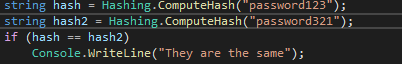 string hash = Hashing.ComputeHash("password123");
string hash2 = Hashing.ComputeHash("password321");
if (hash == hash2)
    Console.WriteLine("They are the same");